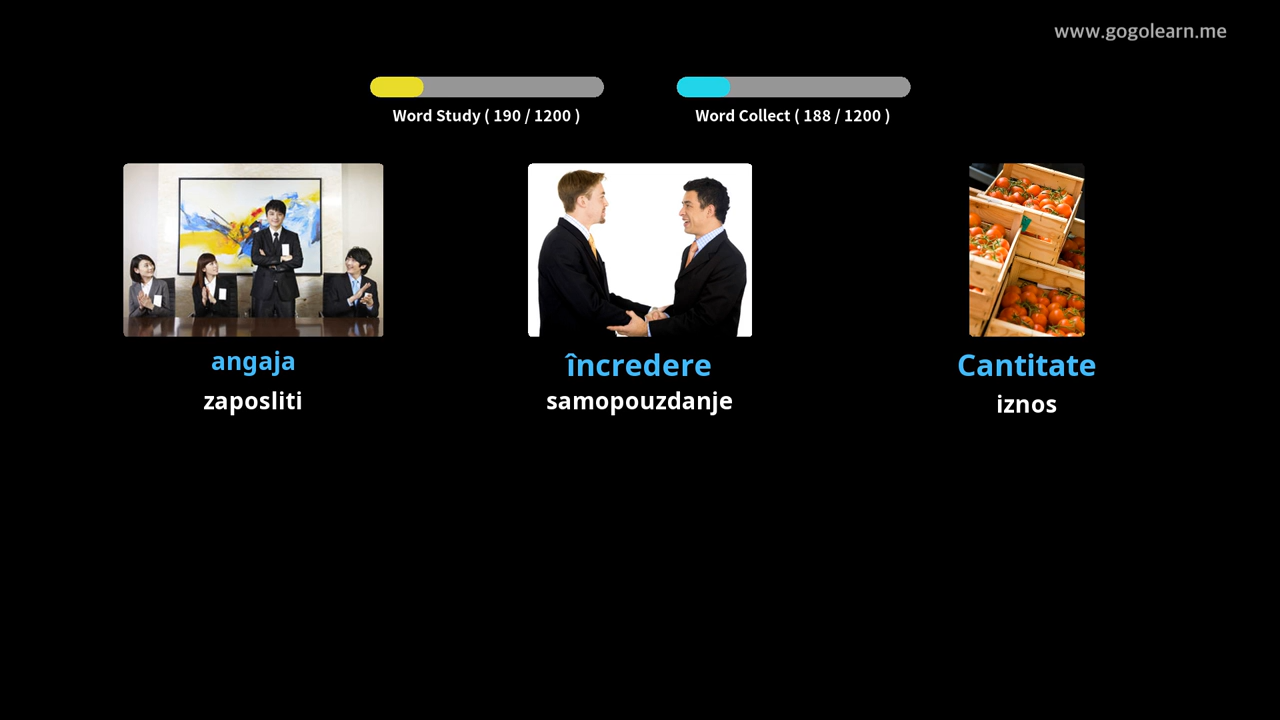 www.gogolearn.me
Word Study ( 190 / 1200 )
Word Collect ( 188 / 1200 )
angaja
zaposliti
încredere
samopouzdanje
Cantitate
iznos